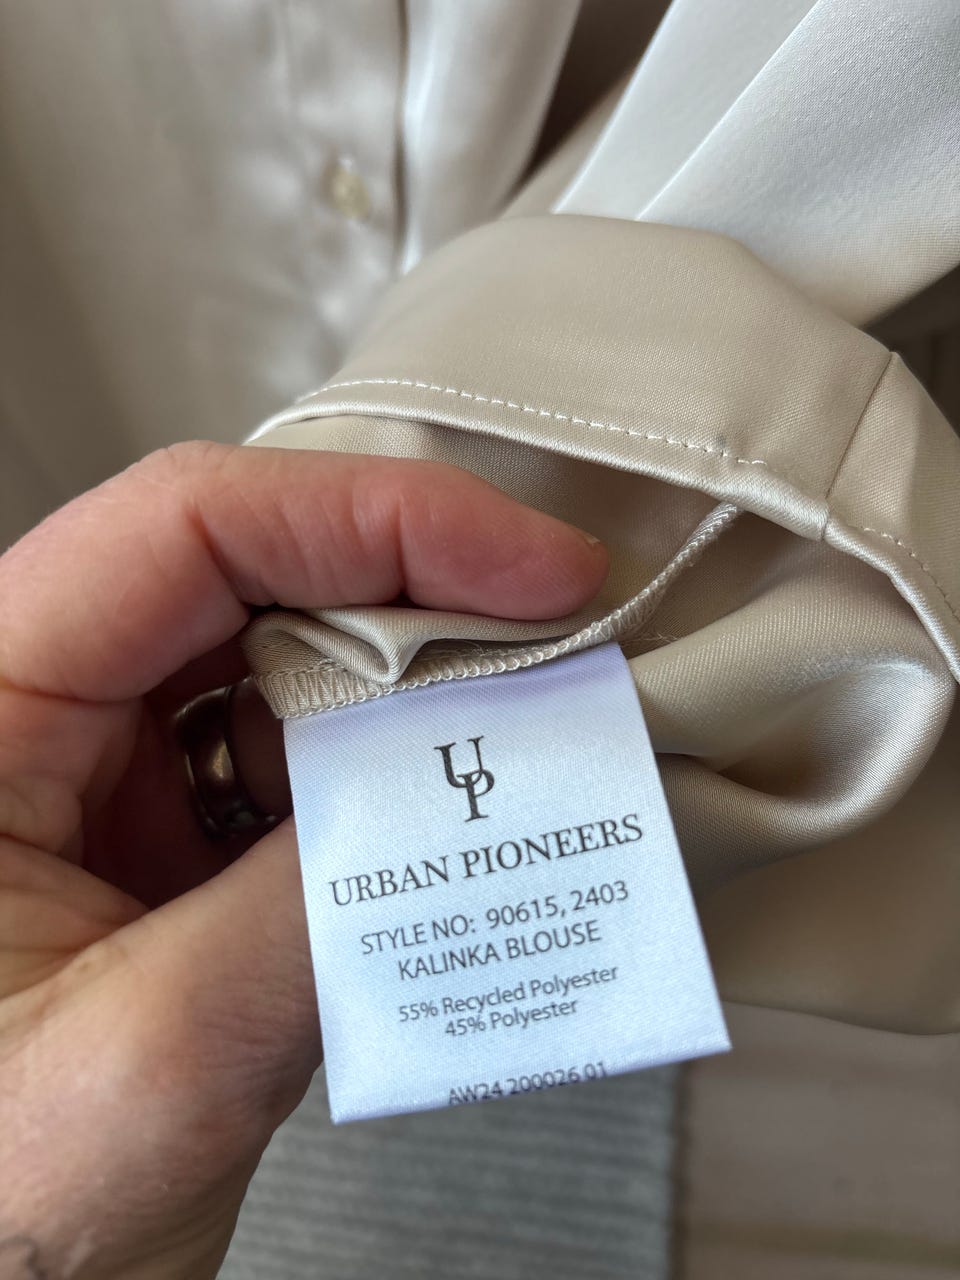 UP
URBAN PIONEERS
STYLE NO: 90615, 2403
KALINKA BLOUSE
55% Recycled Polyester
45% Polyester
AW24 200026 01